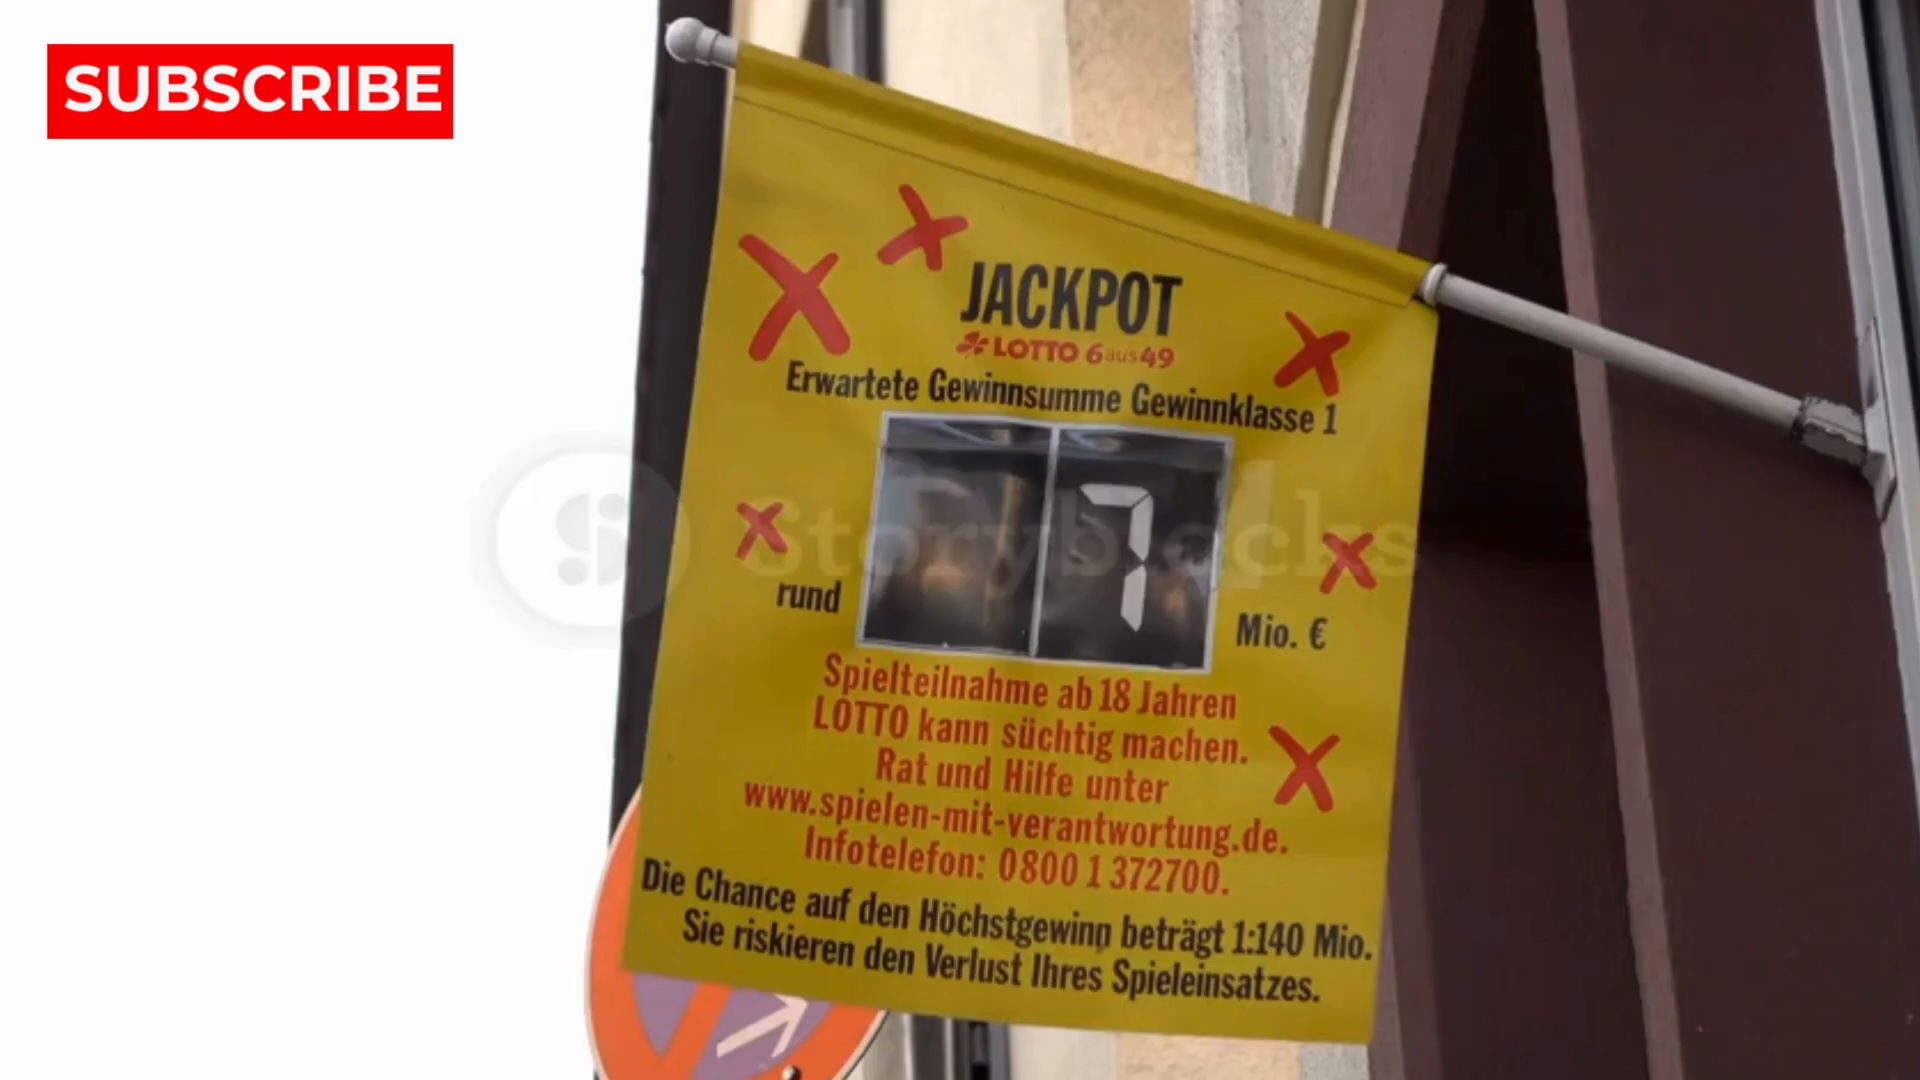 SUBSCRIBE
JACKPOT
LOTTO 6aus49
Erwartete Gewinnsumme Gewinnklasse 1
7
rund
Mio. €
Storyblocks
Spielteilnahme ab 18 Jahren
LOTTO kann süchtig machen.
Rat und Hilfe unter
www.spielen-mit-verantwortung.de.
Infotelefon: 0800 1 372700.
Die Chance auf den Höchstgewinn beträgt 1:140 Mio.
Sie riskieren den Verlust Ihres Spieleinsatzes.